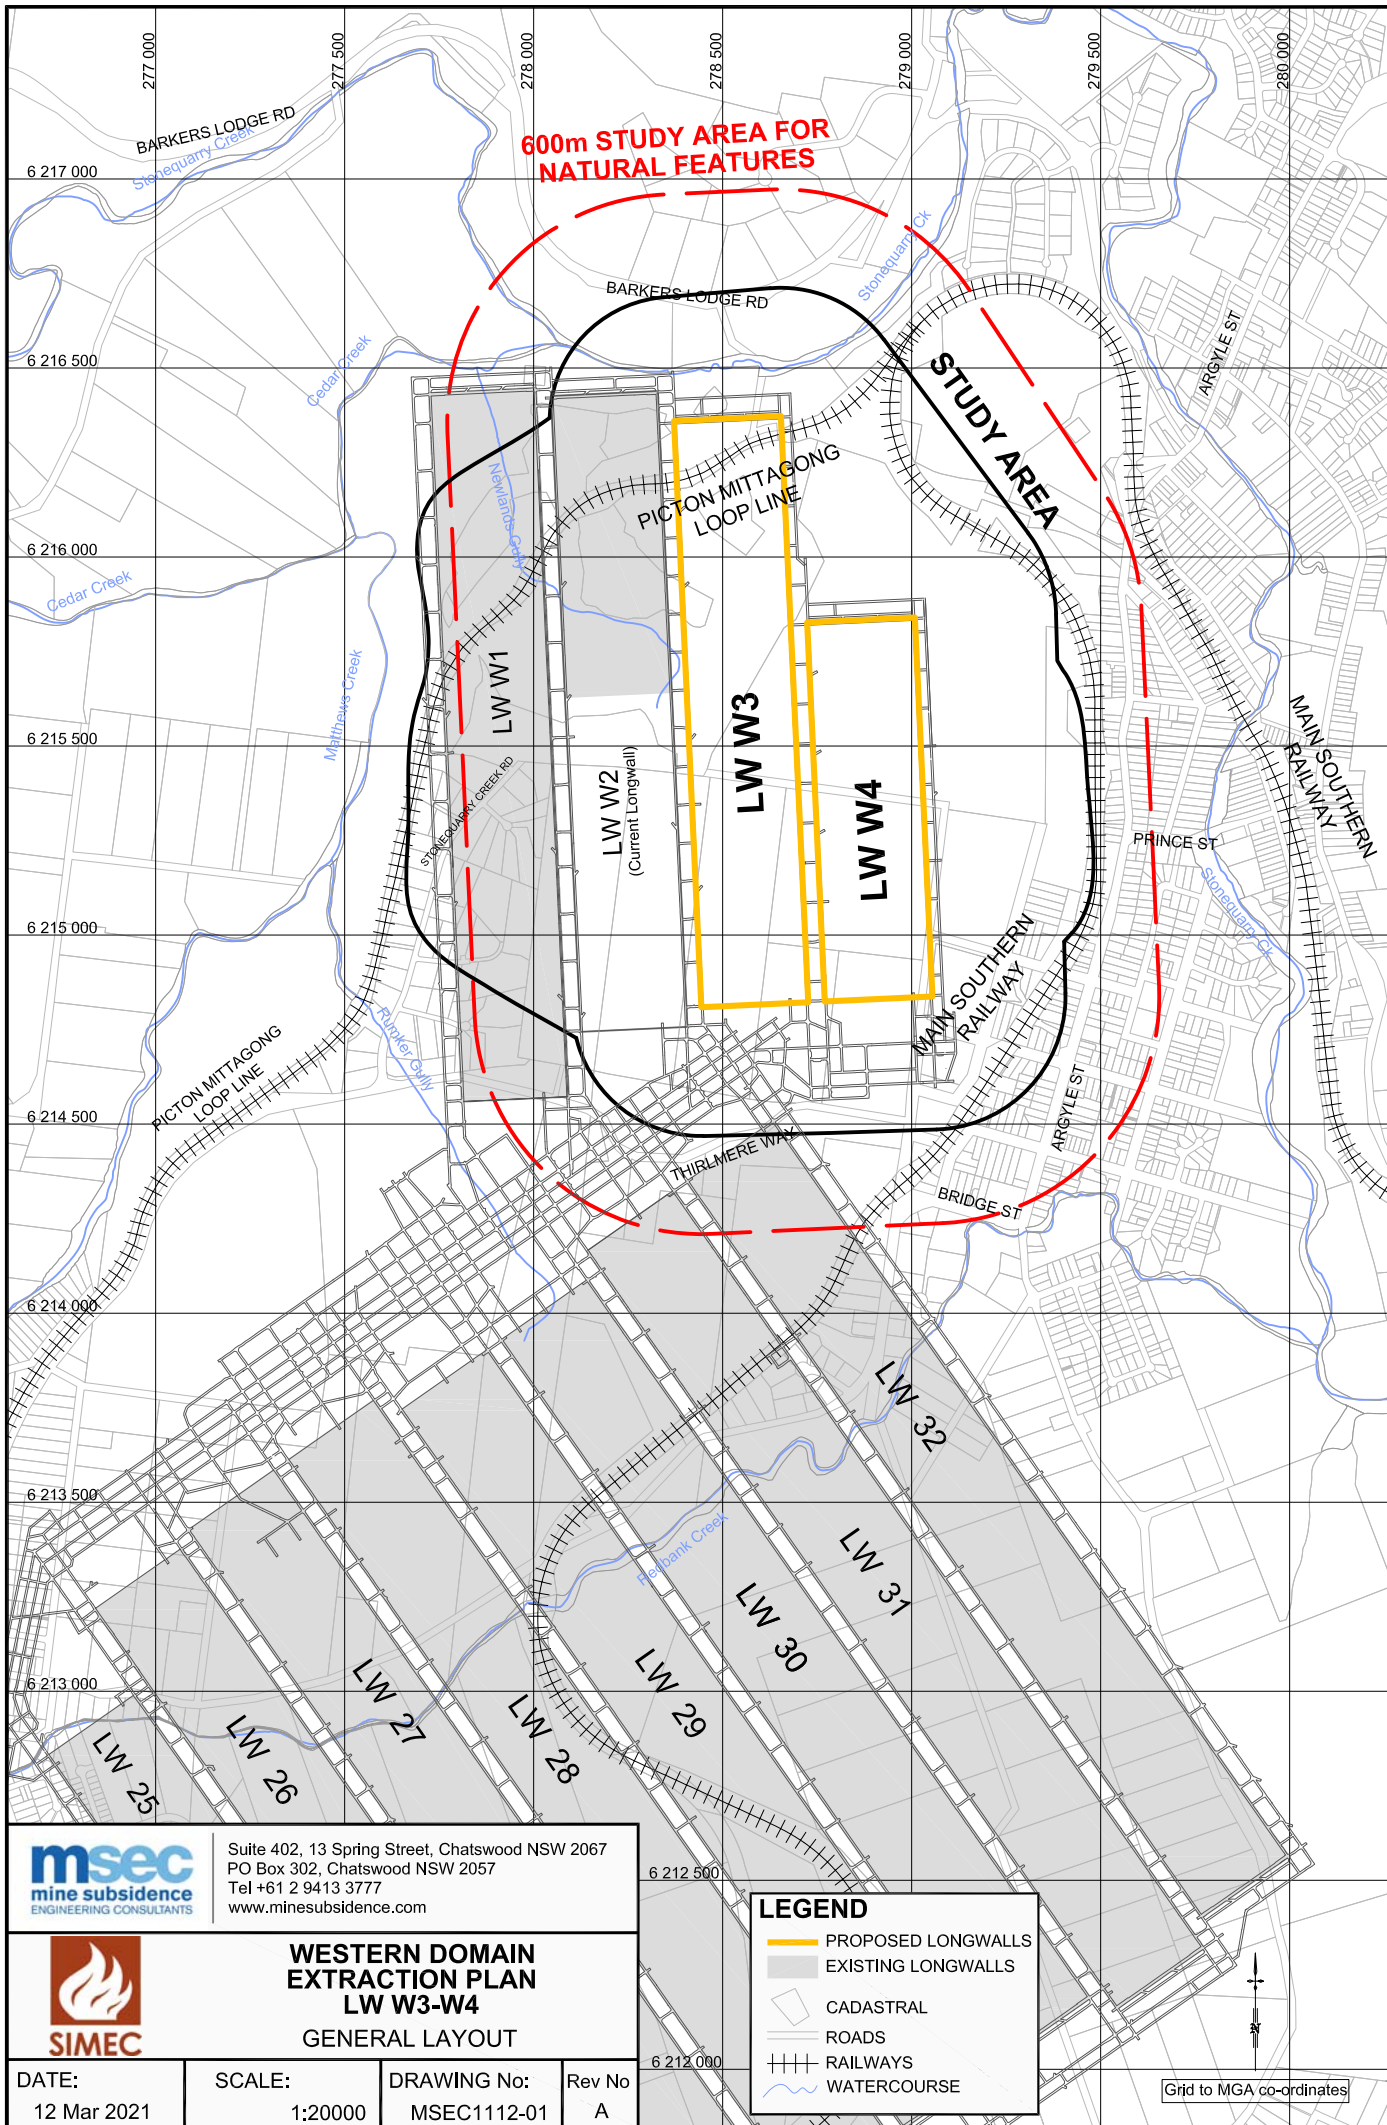 277 000
277 500
278 000
278 500
279 000
279 500
280 000
BARKERS LODGE RD
Stonequarry Creek
600m STUDY AREA FOR
NATURAL FEATURES
6 217 000
Stonequarry Ck
BARKERS LODGE RD
ARGYLE ST
6 216 500
Cedar Creek
STUDY AREA
PICTON MITTAGONG
LOOP LINE
Newlands Gully
6 216 000
Cedar Creek
Matthews Creek
LW W1
LW W3
MAIN SOUTHERN
RAILWAY
6 215 500
STONEQUARRY CREEK RD
LW W2
(Current Longwall)
LW W4
PRINCE ST
Stonequarry Ck
6 215 000
MAIN SOUTHERN
RAILWAY
Rumker Gully
PICTON MITTAGONG
LOOP LINE
ARGYLE ST
6 214 500
THIRLMERE WAY
BRIDGE ST
6 214 000
LW 32
6 213 500
Redbank Creek
LW 31
LW 30
LW 29
6 213 000
LW 27
LW 28
LW 26
LW 25
msec
mine subsidence
ENGINEERING CONSULTANTS
Suite 402, 13 Spring Street, Chatswood NSW 2067
PO Box 302, Chatswood NSW 2057
Tel +61 2 9413 3777
www.minesubsidence.com
6 212 500
LEGEND
PROPOSED LONGWALLS
EXISTING LONGWALLS
CADASTRAL
ROADS
RAILWAYS
WATERCOURSE
SIMEC
WESTERN DOMAIN
EXTRACTION PLAN
LW W3-W4
GENERAL LAYOUT
6 212 000
N
Grid to MGA co-ordinates
DATE:
12 Mar 2021
SCALE:
1:20000
DRAWING No:
MSEC1112-01
Rev No
A